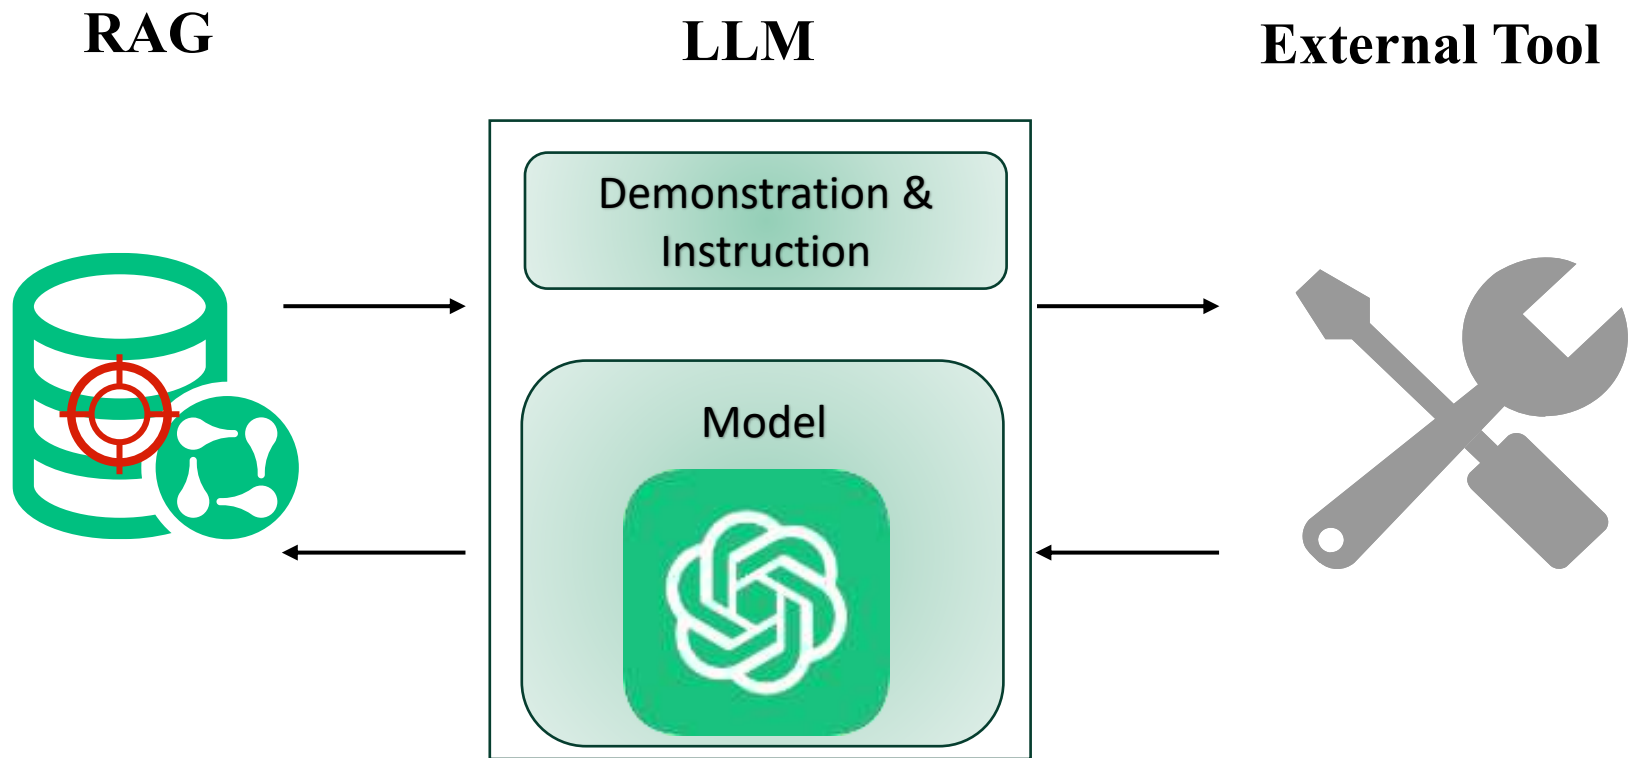 RAG
LLM
External Tool
Demonstration &
Instruction
Model